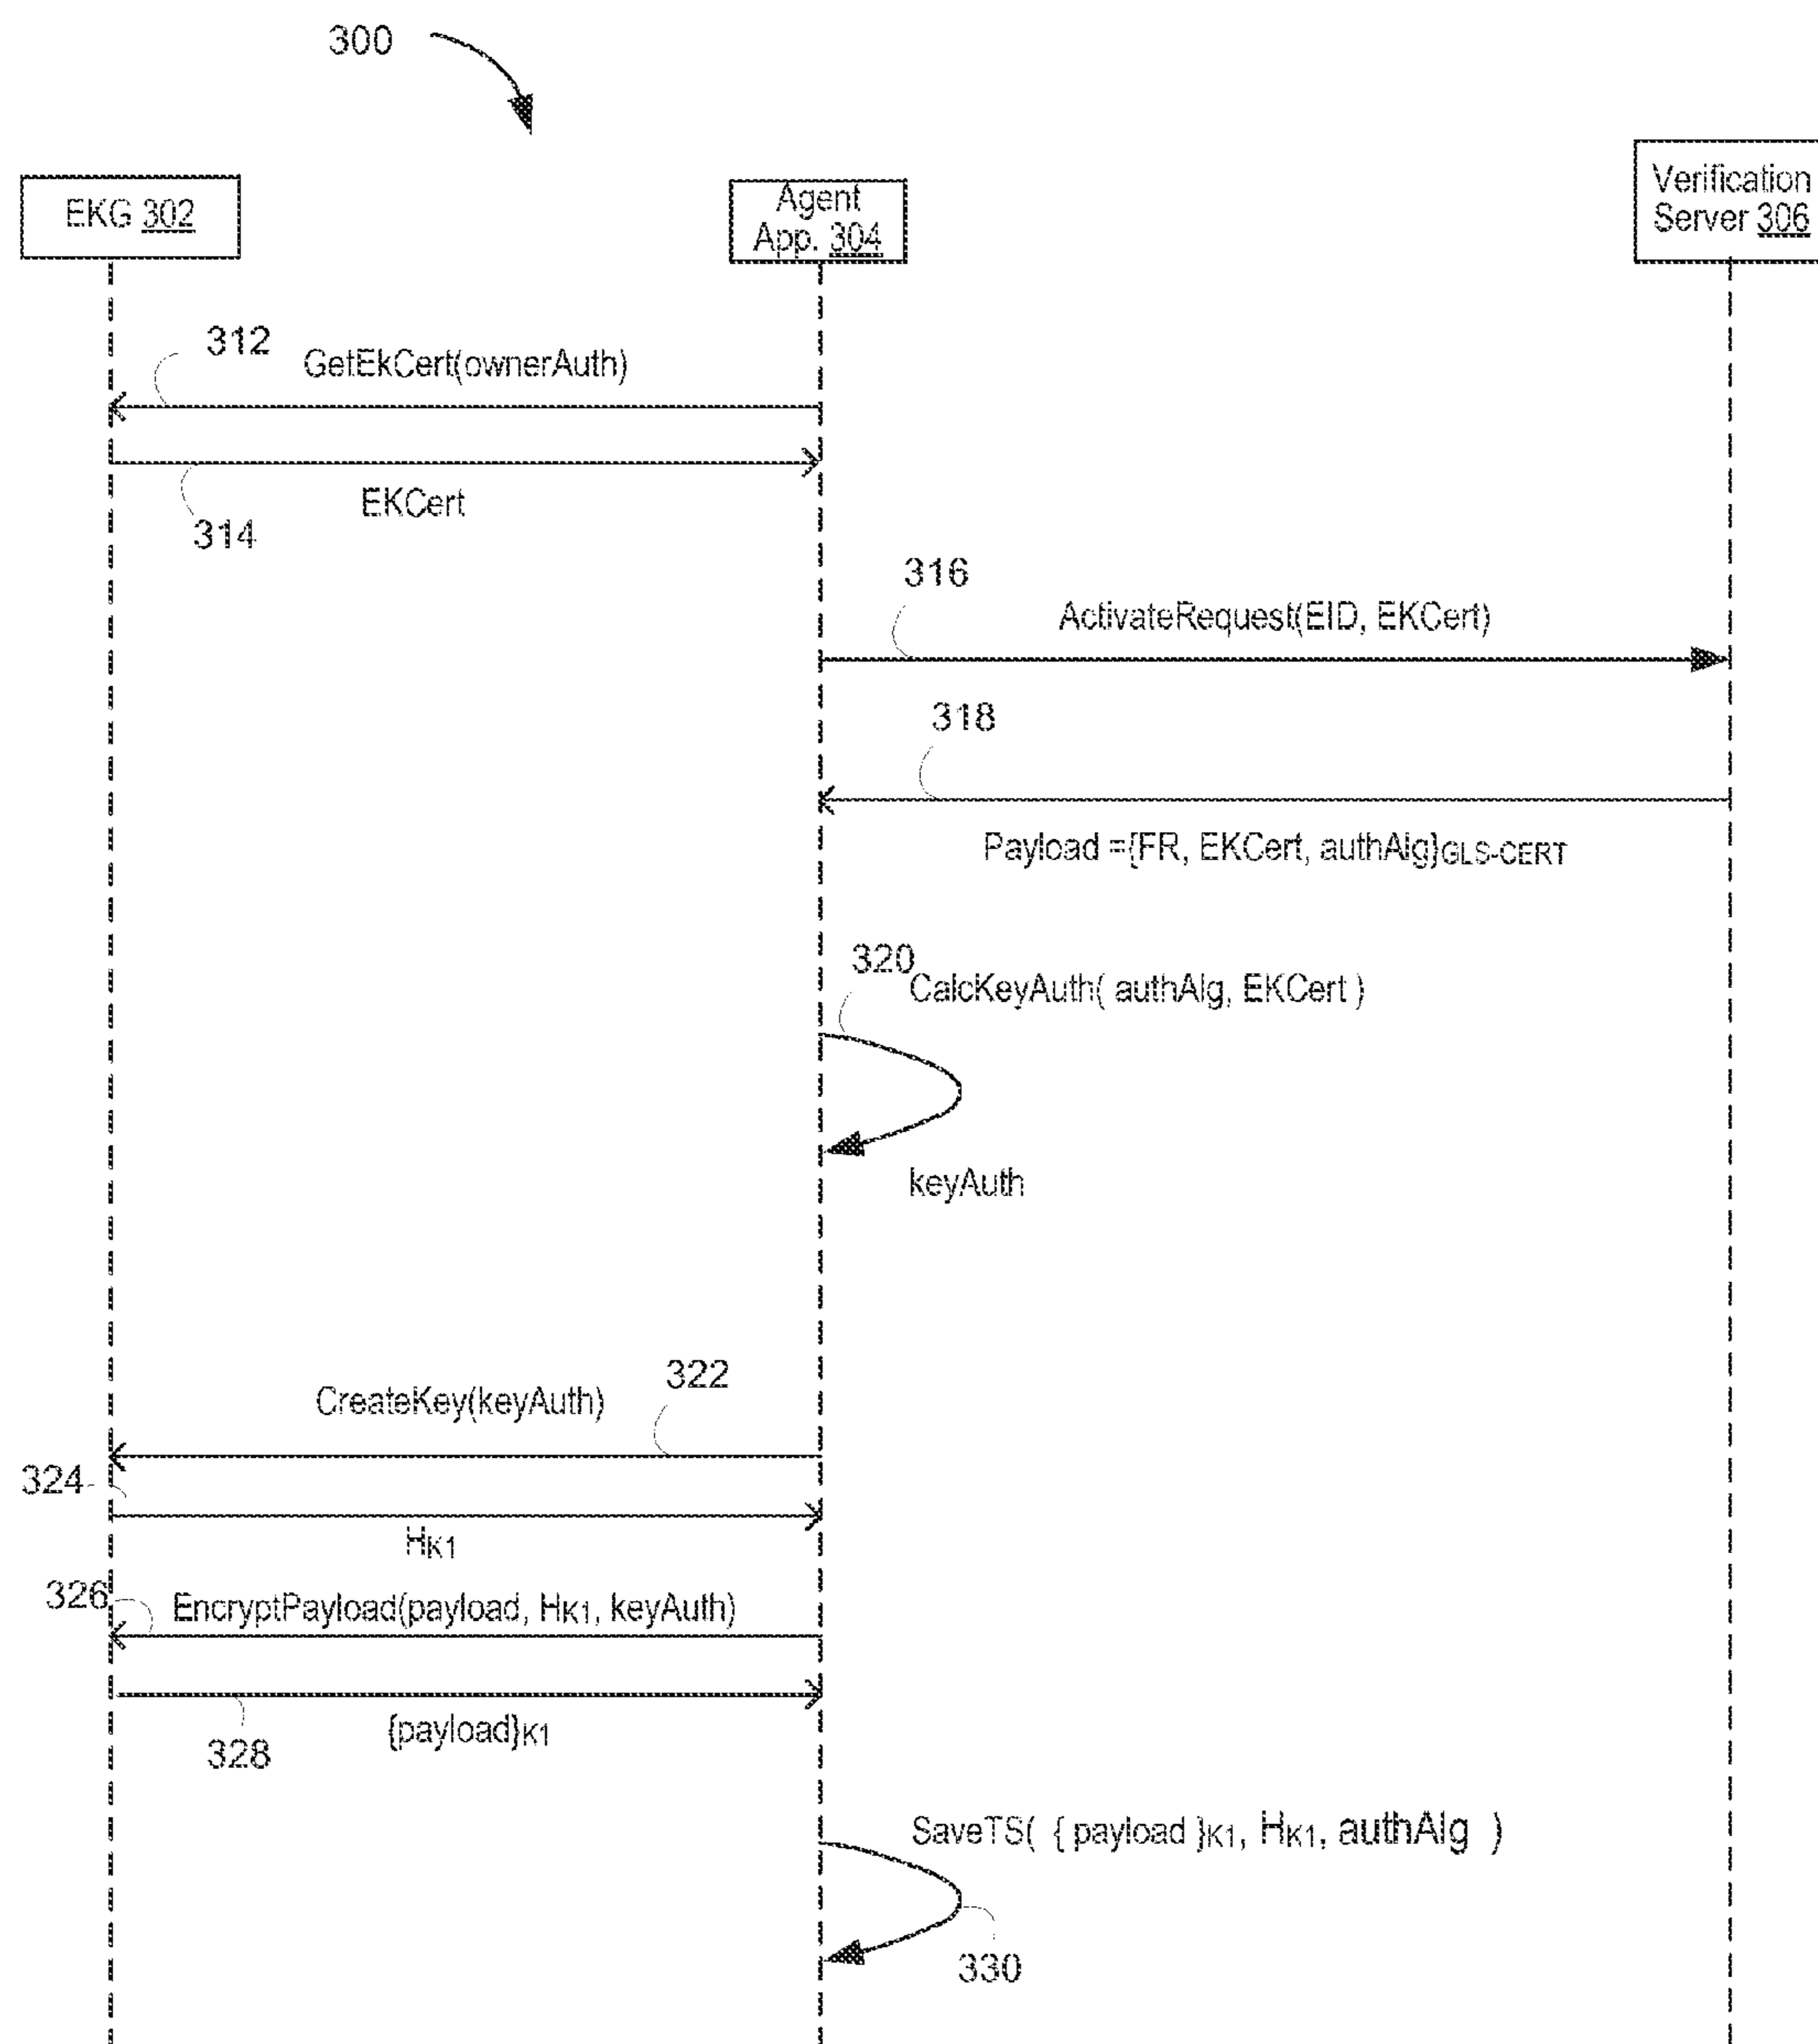 300
EKG 302
Agent
App. 304
Verification
Server 306
312
GetEkCert(ownerAuth)
EKCert
314
316
ActivateRequest(EID, EKCert)
318
Payload ={FR, EKCert, authAlg}GLS-CERT
320
CalcKeyAuth( authAlg, EKCert )
keyAuth
322
CreateKey(keyAuth)
324
HK1
326
EncryptPayload(payload, HK1, keyAuth)
{payload}K1
328
SaveTS( { payload }K1, HK1, authAlg )
330